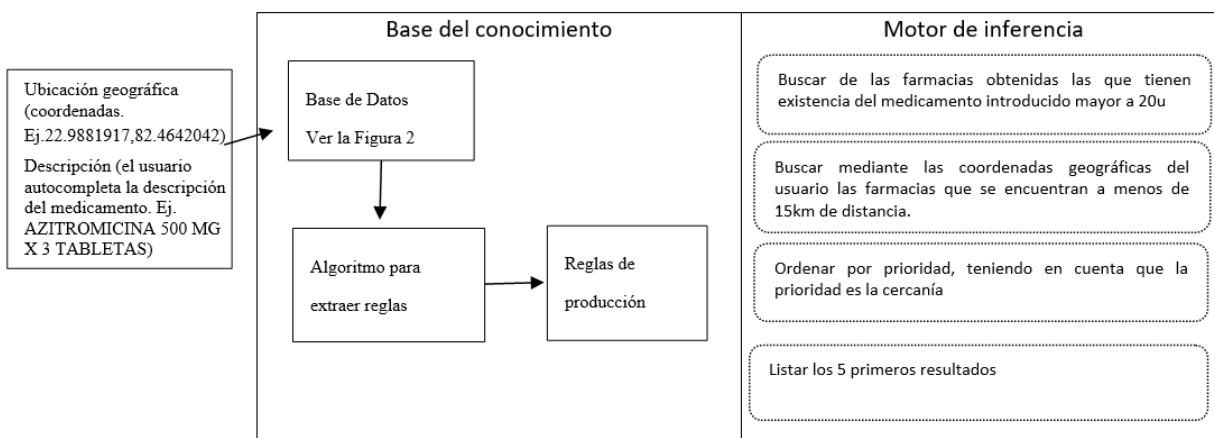 Base del conocimiento
Motor de inferencia
Ubicación geográfica
(coordenadas.
Ej.22.9881917,82.4642042)
Descripción (el usuario
autocompleta la descripción
del medicamento. Ej.
AZITROMICINA 500 MG
X 3 TABLETAS)
Base de Datos
Ver la Figura 2
Algoritmo para
extraer reglas
Reglas de
producción
Buscar de las farmacias obtenidas las que tienen
existencia del medicamento introducido mayor a 20u
Buscar mediante las coordenadas geográficas del
usuario las farmacias que se encuentran a menos de
15km de distancia.
Ordenar por prioridad, teniendo en cuenta que la
prioridad es la cercanía
Listar los 5 primeros resultados